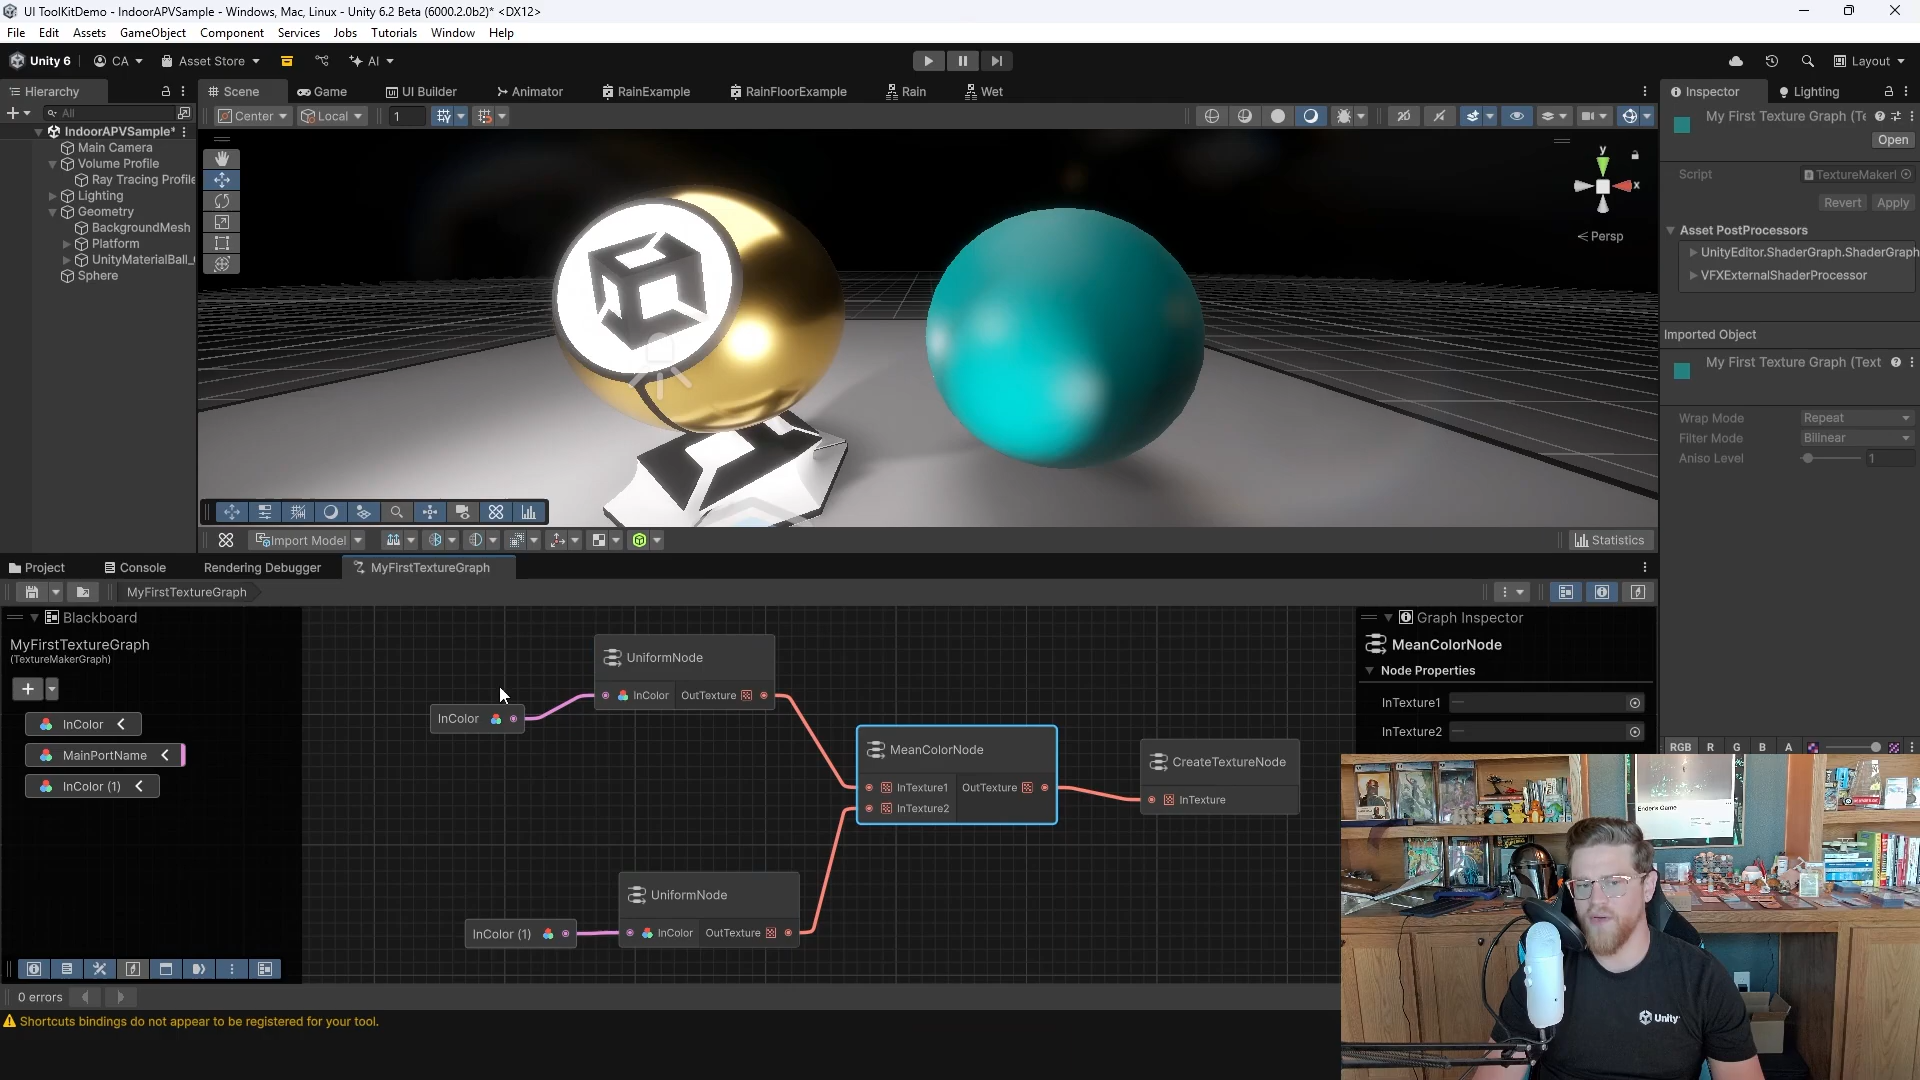 UI ToolKitDemo - IndoorAPVSample - Windows, Mac, Linux - Unity 6.2 Beta (6000.2.0b2)* <DX12>
File Edit Assets GameObject Component Services Jobs Tutorials Window Help
Unity 6 CA Asset Store AI Layout
Hierarchy Scene Game UI Builder Animator RainExample RainFloorExample Rain Wet Inspector Lighting
All Center Local 1
IndoorAPVSample*
Main Camera
Volume Profile
Ray Tracing Profile
Lighting
Geometry
BackgroundMesh
Platform
UnityMaterialBall_
Sphere
y
x
Persp
2D
My First Texture Graph (Te
Open
Script TextureMakerI
Revert Apply
Asset PostProcessors
UnityEditor.ShaderGraph.ShaderGraph
VFXExternalShaderProcessor
Imported Object
My First Texture Graph (Text
Wrap Mode Repeat
Filter Mode Bilinear
Aniso Level 1
Import Model Statistics
Project Console Rendering Debugger MyFirstTextureGraph
MyFirstTextureGraph
Blackboard
MyFirstTextureGraph
(TextureMakerGraph)
InColor
MainPortName
InColor (1)
InColor
UniformNode
InColor OutTexture
MeanColorNode
InTexture1 OutTexture
InTexture2
CreateTextureNode
InTexture
UniformNode
InColor (1)
InColor OutTexture
Graph Inspector
MeanColorNode
Node Properties
InTexture1
InTexture2
RGB R G B A
Ender's Game
Unity
0 errors
Shortcuts bindings do not appear to be registered for your tool.